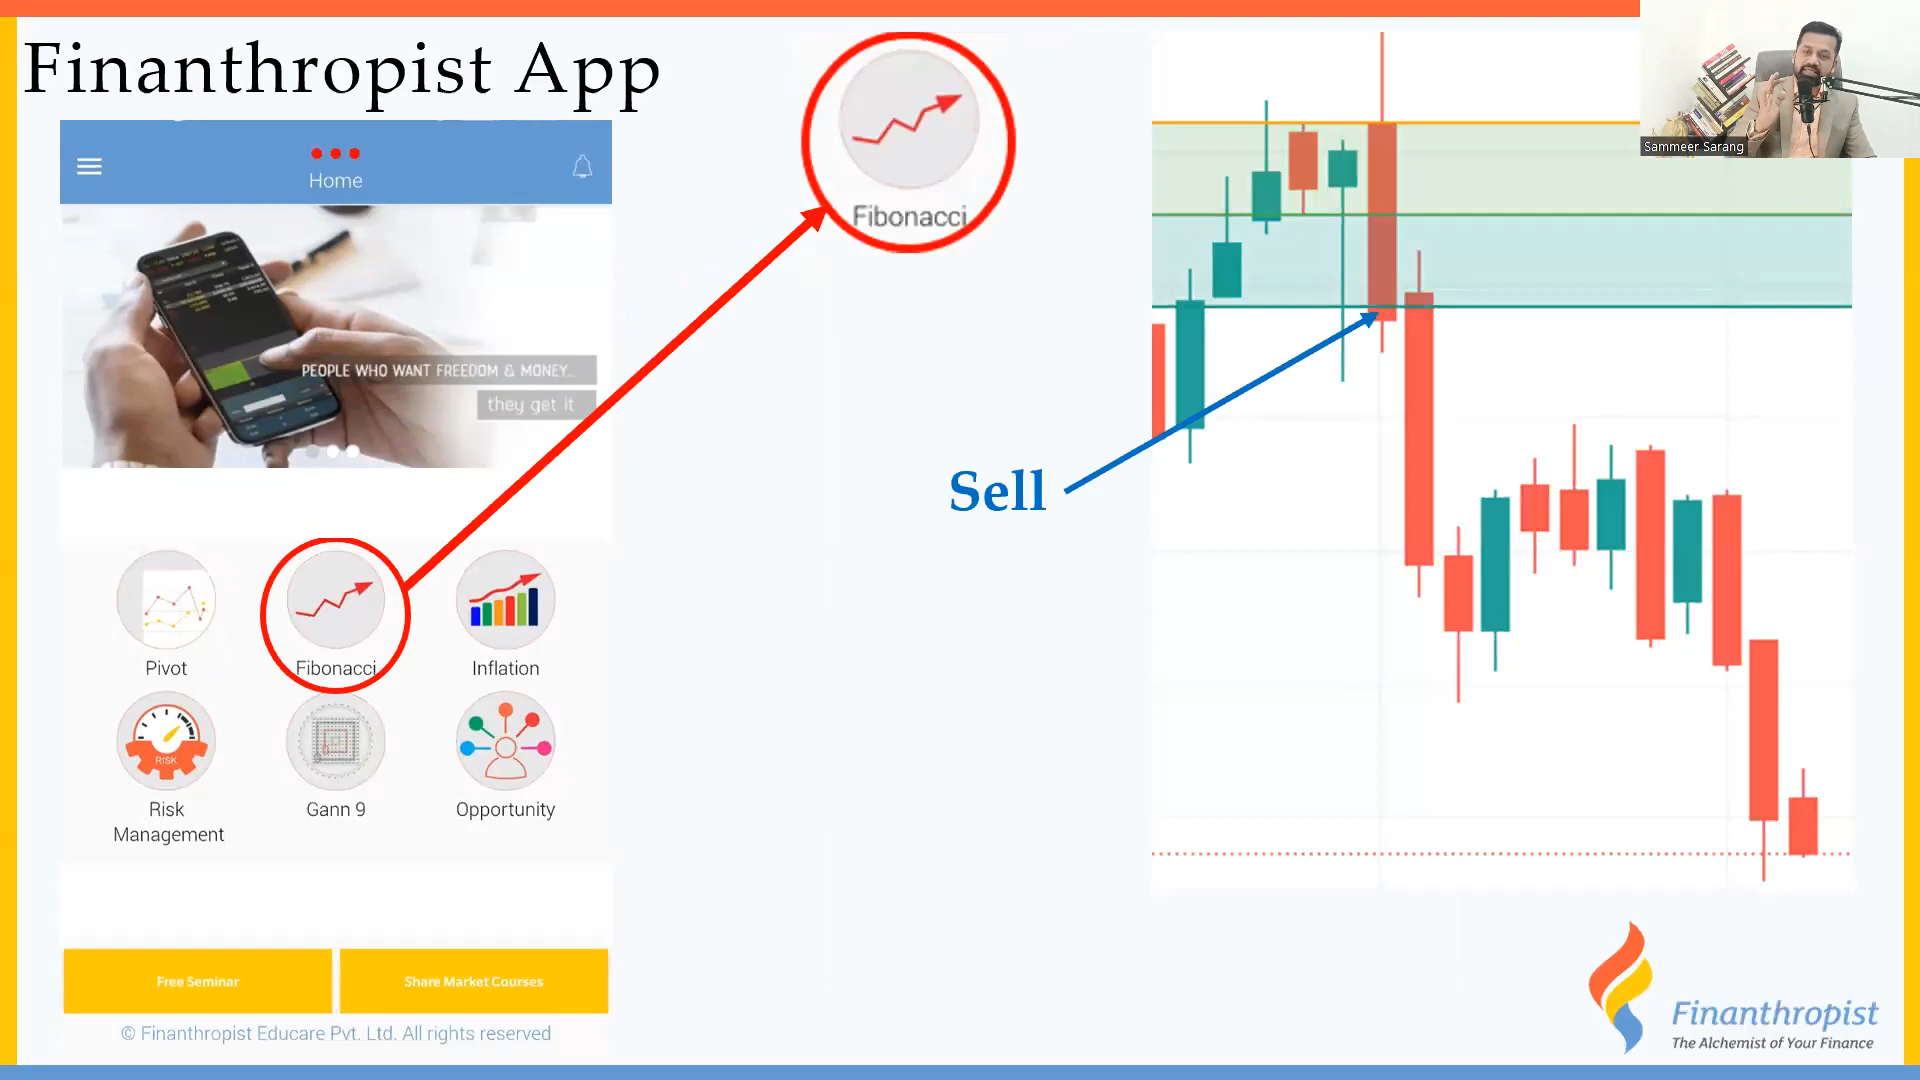 Finanthropist App
Home
PEOPLE WHO WANT FREEDOM & MONEY...
they get it
Pivot
Fibonacci
Inflation
RISK
Risk
Management
Gann 9
Opportunity
Free Seminar
Share Market Courses
© Finanthropist Educare Pvt. Ltd. All rights reserved
Fibonacci
Sell
Sammeer Sarang
Finanthropist
The Alchemist of Your Finance